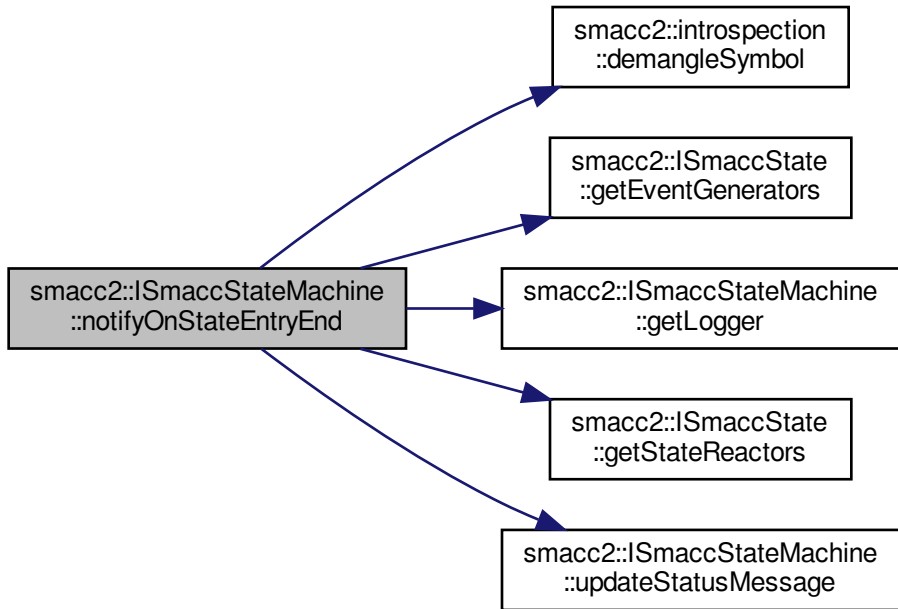 smacc2::introspection
::demangleSymbol
smacc2::ISmaccState
::getEventGenerators
smacc2::ISmaccStateMachine
::notifyOnStateEntryEnd
smacc2::ISmaccStateMachine
::getLogger
smacc2::ISmaccState
::getStateReactors
smacc2::ISmaccStateMachine
::updateStatusMessage